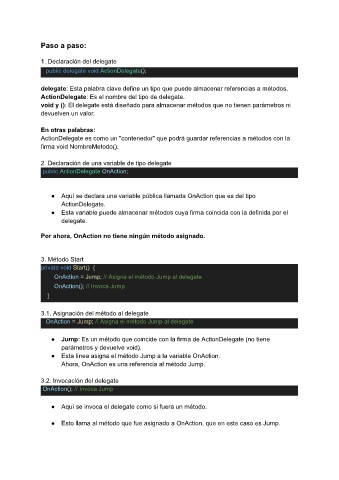 Paso a paso:
1. Declaración del delegate
public delegate void ActionDelegate();
delegate: Esta palabra clave define un tipo que puede almacenar referencias a métodos.
ActionDelegate: Es el nombre del tipo de delegate.
void y (): El delegate está diseñado para almacenar métodos que no tienen parámetros ni
devuelven un valor.
En otras palabras:
ActionDelegate es como un "contenedor" que podrá guardar referencias a métodos con la
firma void NombreMetodo().
2. Declaración de una variable de tipo delegate
public ActionDelegate OnAction;
● Aquí se declara una variable pública llamada OnAction que es del tipo
ActionDelegate.
● Esta variable puede almacenar métodos cuya firma coincida con la definida por el
delegate.
Por ahora, OnAction no tiene ningún método asignado.
3. Método Start
private void Start() {
OnAction = Jump; // Asigna el método Jump al delegate
OnAction(); // Invoca Jump
}
3.1. Asignación del método al delegate
OnAction = Jump; // Asigna el método Jump al delegate
● Jump: Es un método que coincide con la firma de ActionDelegate (no tiene
parámetros y devuelve void).
● Esta línea asigna el método Jump a la variable OnAction.
Ahora, OnAction es una referencia al método Jump.
3.2. Invocación del delegate
OnAction(); // Invoca Jump
● Aquí se invoca el delegate como si fuera un método.
● Esto llama al método que fue asignado a OnAction, que en este caso es Jump.